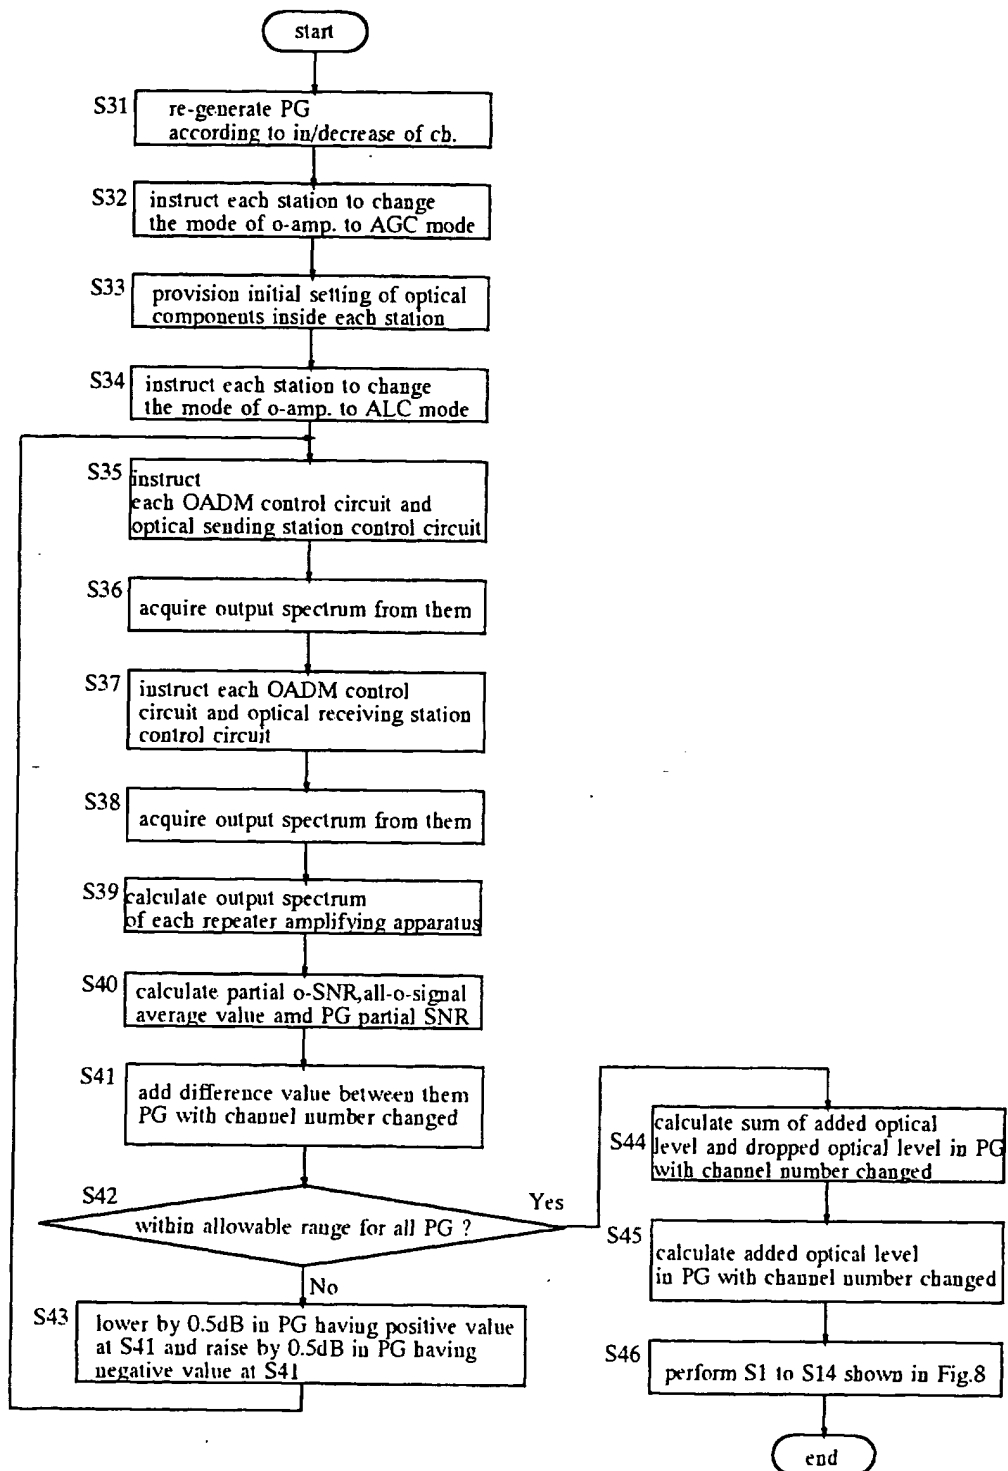 start
S31
re-generate PG
according to in/decrease of ch.
S32
instruct each station to change
the mode of o-amp. to AGC mode
S33
provision initial setting of optical
components inside each station
S34
instruct each station to change
the mode of o-amp. to ALC mode
S35
instruct
each OADM control circuit and
optical sending station control circuit
S36
acquire output spectrum from them
S37
instruct each OADM control
circuit and optical receiving station
control circuit
S38
acquire output spectrum from them
S39
calculate output spectrum
of each repeater amplifying apparatus
S40
calculate partial o-SNR,all-o-signal
average value amd PG partial SNR
S41
add difference value between them
PG with channel number changed
S42
within allowable range for all PG ?
Yes
No
S43
lower by 0.5dB in PG having positive value
at S41 and raise by 0.5dB in PG having
negative value at S41
S44
calculate sum of added optical
level and dropped optical level in PG
with channel number changed
S45
calculate added optical level
in PG with channel number changed
S46
perform S1 to S14 shown in Fig.8
end